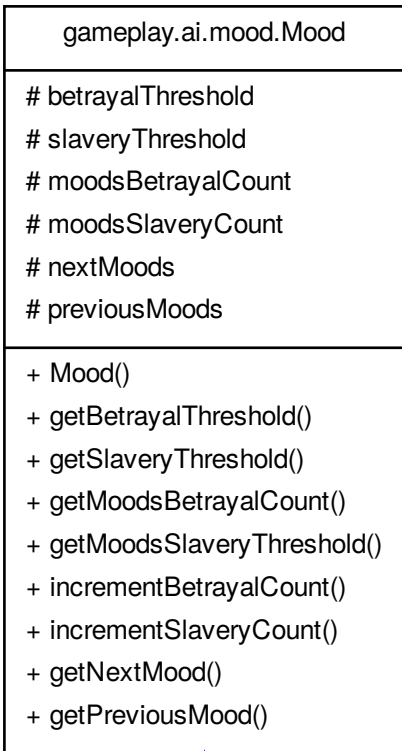 gameplay.ai.mood.Mood
# betrayalThreshold
# slaveryThreshold
# moodsBetrayalCount
# moodsSlaveryCount
# nextMoods
# previousMoods
+ Mood()
+ getBetrayalThreshold()
+ getSlaveryThreshold()
+ getMoodsBetrayalCount()
+ getMoodsSlaveryThreshold()
+ incrementBetrayalCount()
+ incrementSlaveryCount()
+ getNextMood()
+ getPreviousMood()